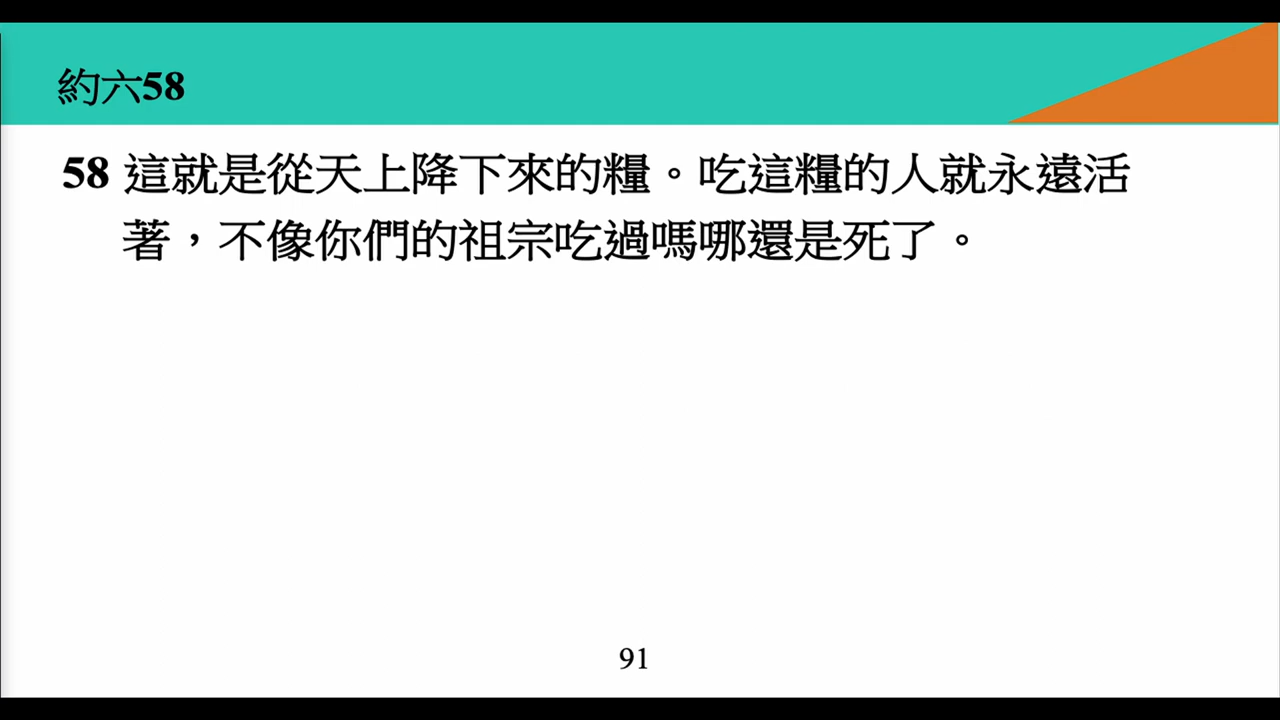 約六58
58 這就是從天上降下來的糧。吃這糧的人就永遠活
著，不像你們的祖宗吃過嗎哪還是死了。
91